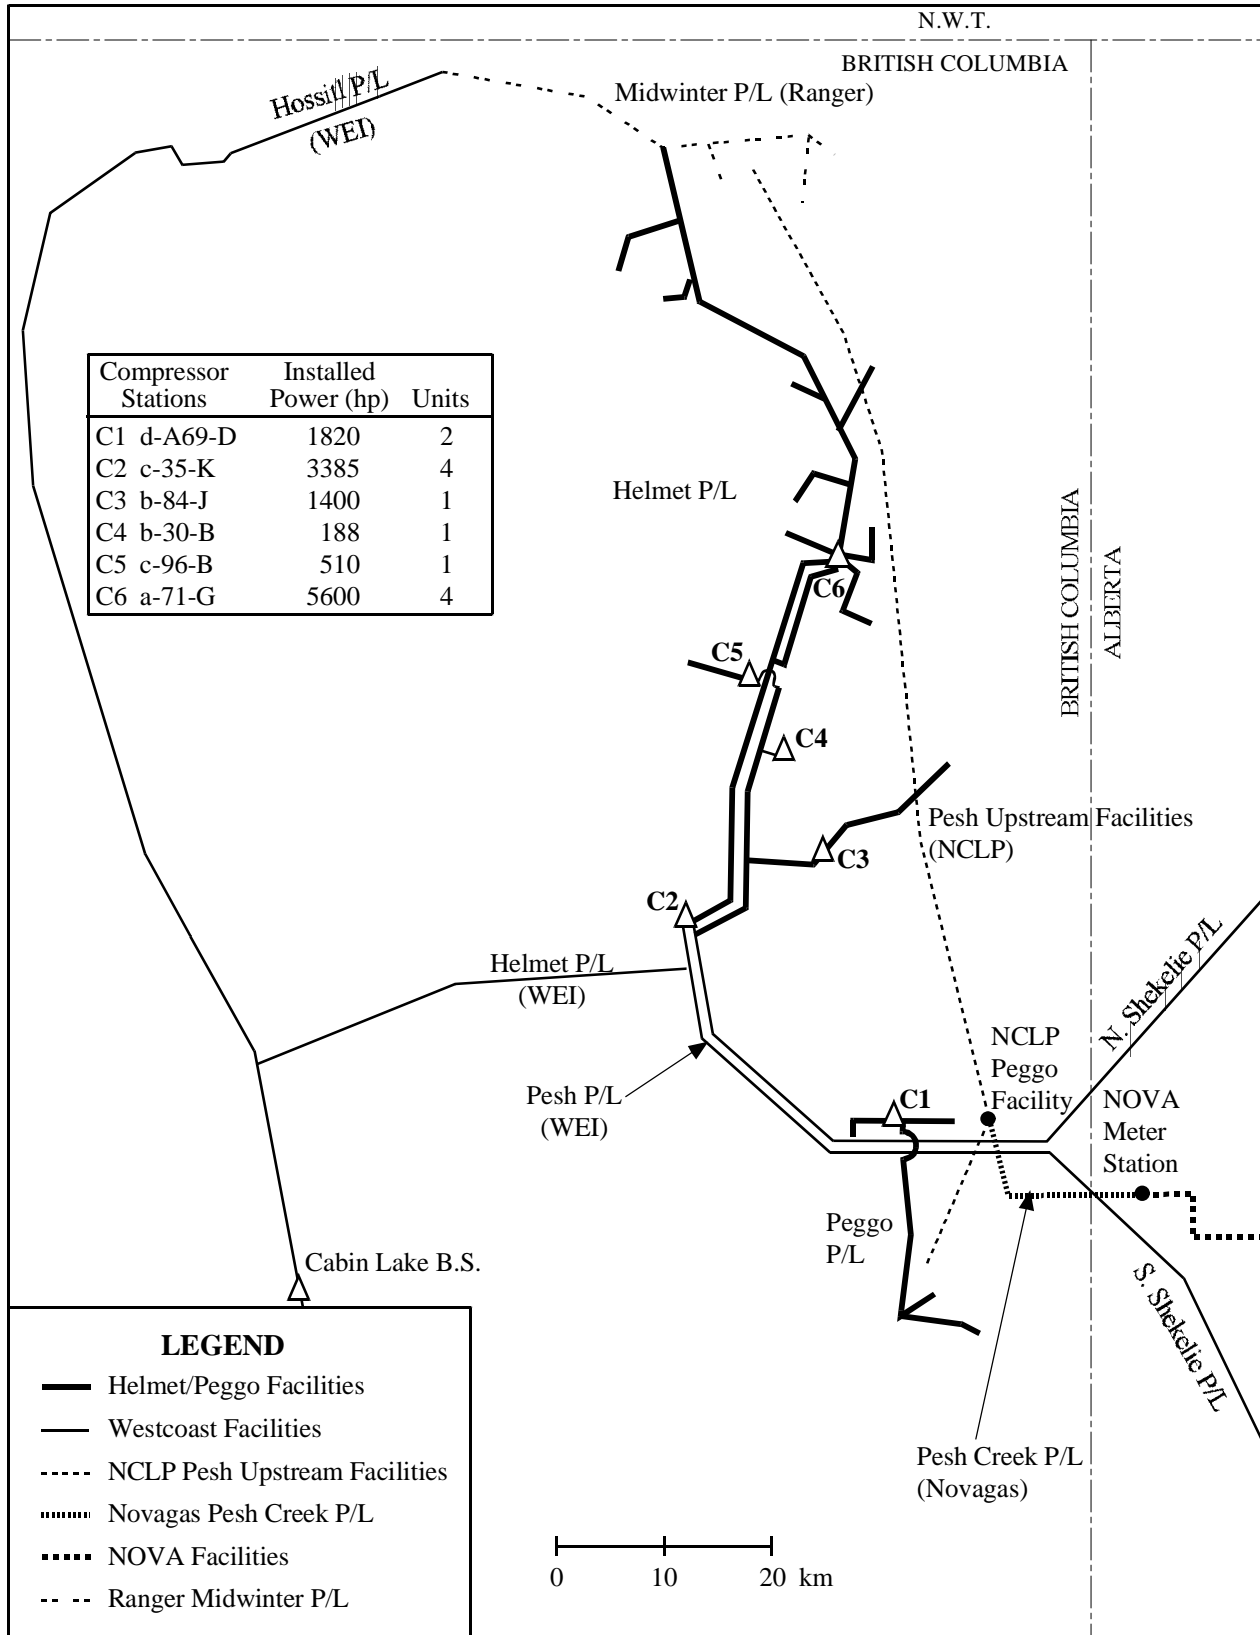 N.W.T.
BRITISH COLUMBIA
Midwinter P/L (Ranger)
Hossitl P/L
(WEI)
Compressor Installed
Stations Power (hp) Units
C1 d-A69-D 1820 2
C2 c-35-K 3385 4
C3 b-84-J 1400 1
C4 b-30-B 188 1
C5 c-96-B 510 1
C6 a-71-G 5600 4
Helmet P/L
BRITISH COLUMBIA
ALBERTA
C6
C5
C4
Pesh Upstream Facilities
(NCLP)
C3
C2
Helmet P/L
(WEI)
N. Shekelie P/L
NCLP
Peggo
Facility
Pesh P/L
(WEI)
C1
NOVA
Meter
Station
Peggo
P/L
Cabin Lake B.S.
S. Shekelie P/L
LEGEND
Helmet/Peggo Facilities
Westcoast Facilities
NCLP Pesh Upstream Facilities
Novagas Pesh Creek P/L
NOVA Facilities
Ranger Midwinter P/L
Pesh Creek P/L
(Novagas)
0 10 20 km